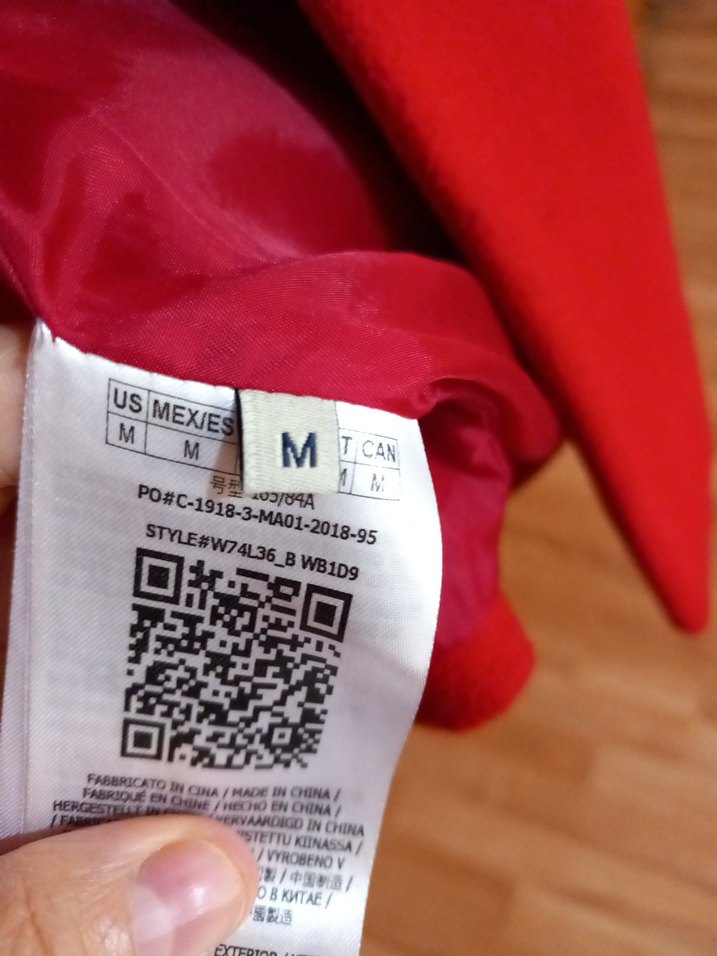 US MEX/ES CAN
M M M M
号型 165/84A
PO#C-1918-3-MA01-2018-95
STYLE#W74L36_B WB1D9
FABBRICATO IN CINA / MADE IN CHINA /
FABRIQUÉ EN CHINE / HECHO EN CHINA /
HERGESTELLT IN VERVAARDIGD IN CHINA
KIINASSA /
/ VYROBENO V
/ 中国制造 /
В КИТАЕ /
製造
EXTERIOR /